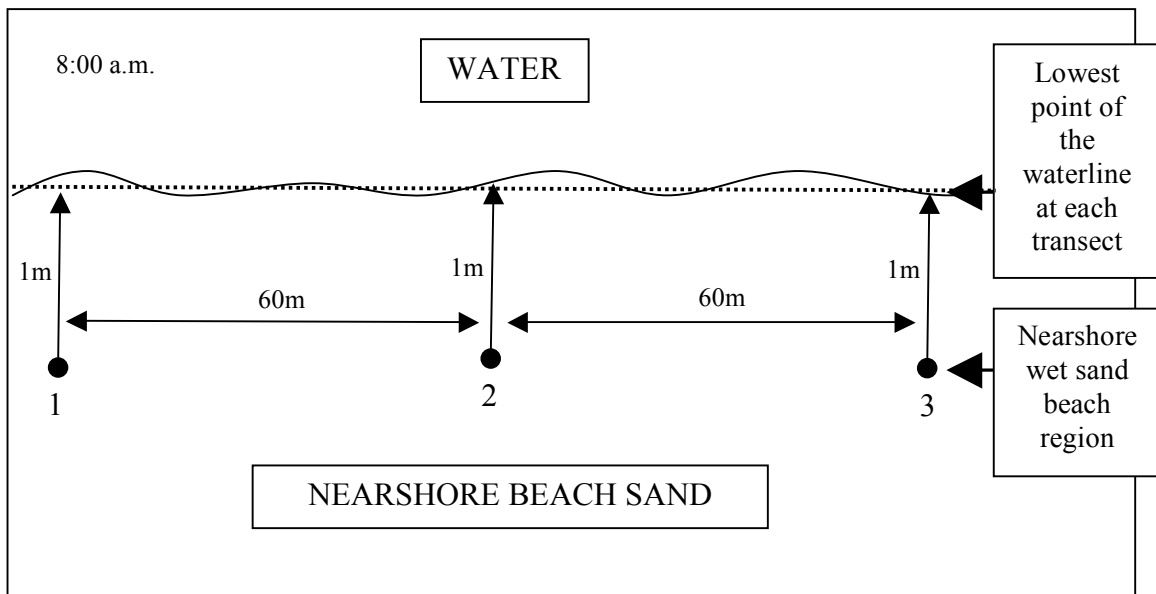 8:00 a.m.
WATER
Lowest
point of
the
waterline
at each
transect
1m
1m
1m
60m
60m
Nearshore
wet sand
beach
region
1
2
3
NEARSHORE BEACH SAND